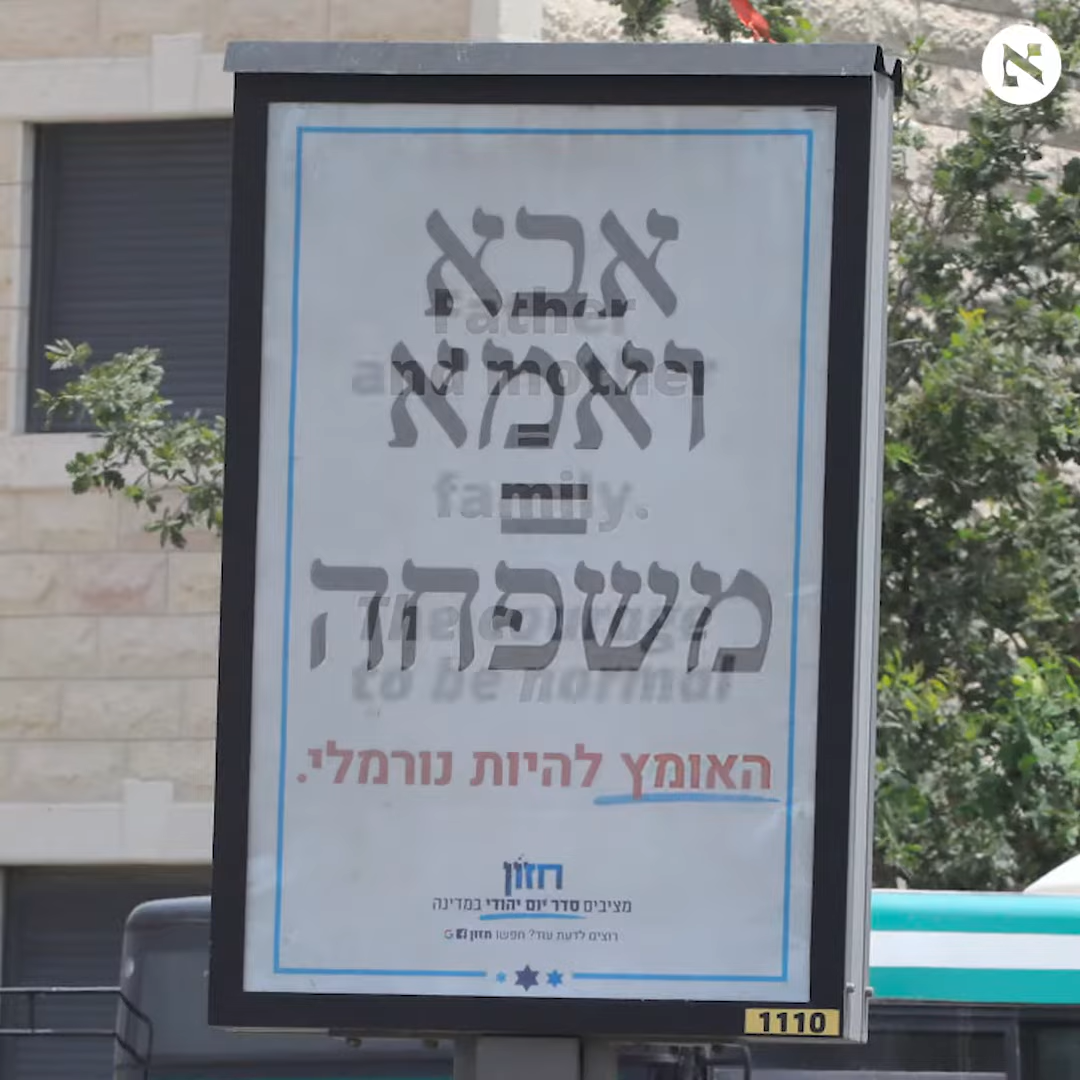 אבא
Father
ואמא
and mother
=
=
family.
משפחה
The courage
to be normal
האומץ להיות נורמלי.
חזון
מציבים סדר יום יהודי במדינה
רוצים לדעת עוד? חפשו חזון
1110